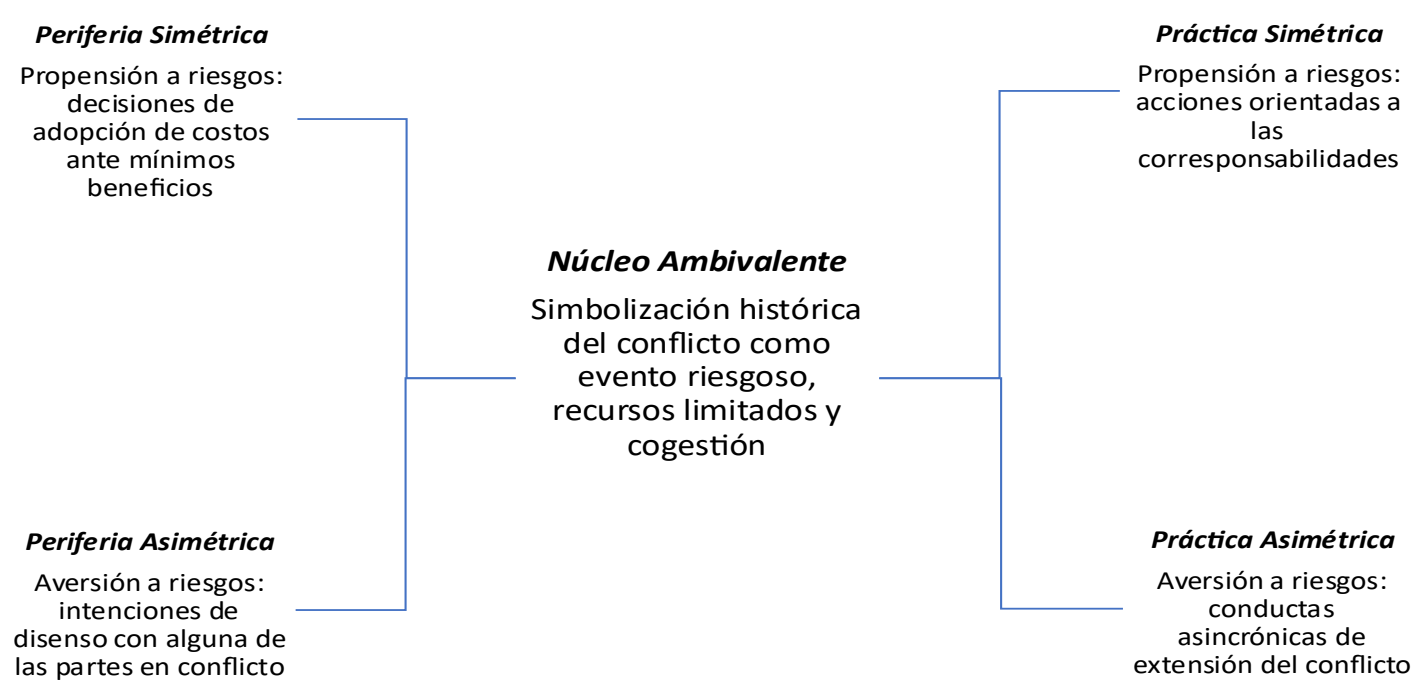 Periferia Simétrica
Propensión a riesgos:
decisiones de
adopción de costos
ante mínimos
beneficios
Práctica Simétrica
Propensión a riesgos:
acciones orientadas a
las
corresponsabilidades
Núcleo Ambivalente
Simbolización histórica
del conflicto como
evento riesgoso,
recursos limitados y
cogestión
Periferia Asimétrica
Aversión a riesgos:
intenciones de
disenso con alguna de
las partes en conflicto
Práctica Asimétrica
Aversión a riesgos:
conductas
asincrónicas de
extensión del conflicto